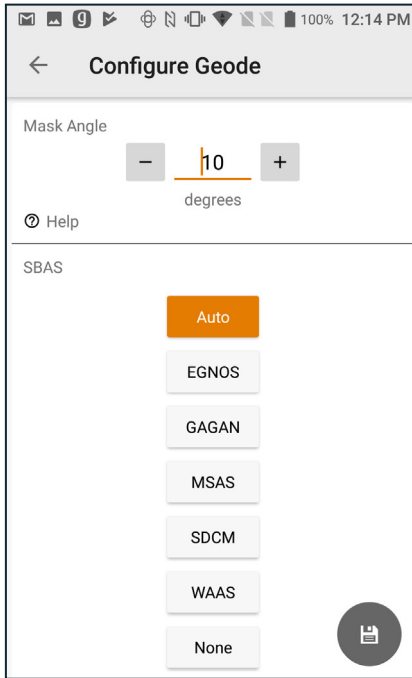 100% 12:14 PM
Configure Geode
Mask Angle
− 10 +
degrees
Help
SBAS
Auto
EGNOS
GAGAN
MSAS
SDCM
WAAS
None